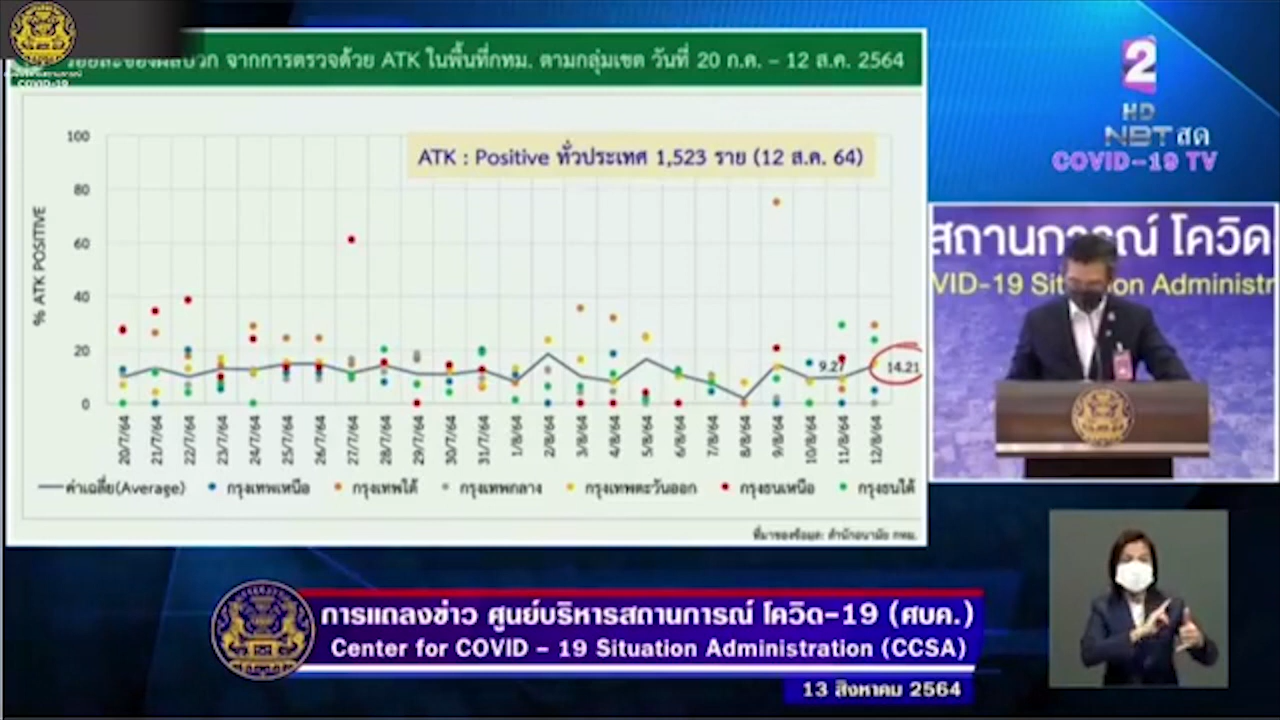 COVID-19
ร้อยละของผลบวก จากการตรวจด้วย ATK ในพื้นที่กทม. ตามกลุ่มเขต วันที่ 20 ก.ค. – 12 ส.ค. 2564
ATK : Positive ทั่วประเทศ 1,523 ราย (12 ส.ค. 64)
% ATK POSITIVE
100
80
60
40
20
0
9.27
14.21
20/7/64 21/7/64 22/7/64 23/7/64 24/7/64 25/7/64 26/7/64 27/7/64 28/7/64 29/7/64 30/7/64 31/7/64 1/8/64 2/8/64 3/8/64 4/8/64 5/8/64 6/8/64 7/8/64 8/8/64 9/8/64 10/8/64 11/8/64 12/8/64
ค่าเฉลี่ย(Average) กรุงเทพเหนือ กรุงเทพใต้ กรุงเทพกลาง กรุงเทพตะวันออก กรุงธนเหนือ กรุงธนใต้
ที่มาของข้อมูล: สำนักอนามัย กทม.
2
HD
NBT สด
COVID-19 TV
สถานการณ์ โควิด
VID-19 Situation Administr
การแถลงข่าว ศูนย์บริหารสถานการณ์ โควิด-19 (ศบค.)
Center for COVID – 19 Situation Administration (CCSA)
13 สิงหาคม 2564